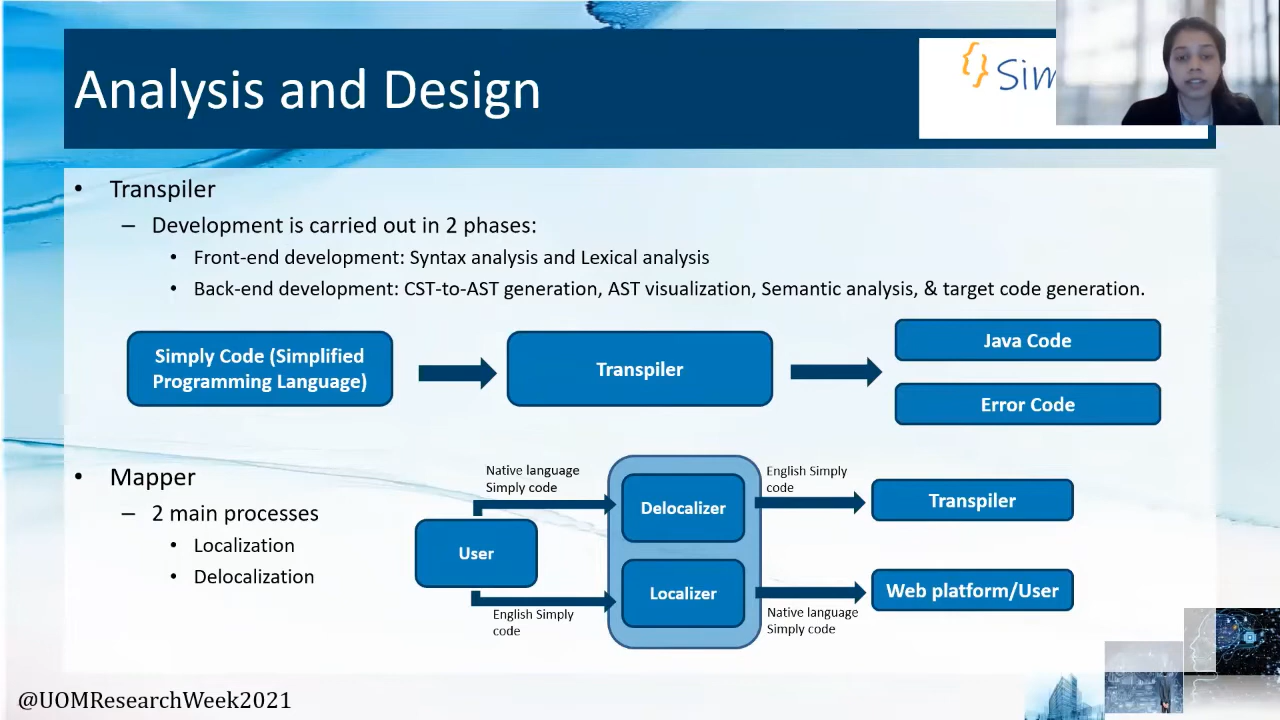 Analysis and Design
{} Sim
• Transpiler
– Development is carried out in 2 phases:
• Front-end development: Syntax analysis and Lexical analysis
• Back-end development: CST-to-AST generation, AST visualization, Semantic analysis, & target code generation.
Simply Code (Simplified
Programming Language)
Transpiler
Java Code
Error Code
• Mapper
– 2 main processes
• Localization
• Delocalization
Native language
Simply code
User
English Simply
code
Delocalizer
Localizer
English Simply
code
Transpiler
Native language
Simply code
Web platform/User
@UOMResearchWeek2021